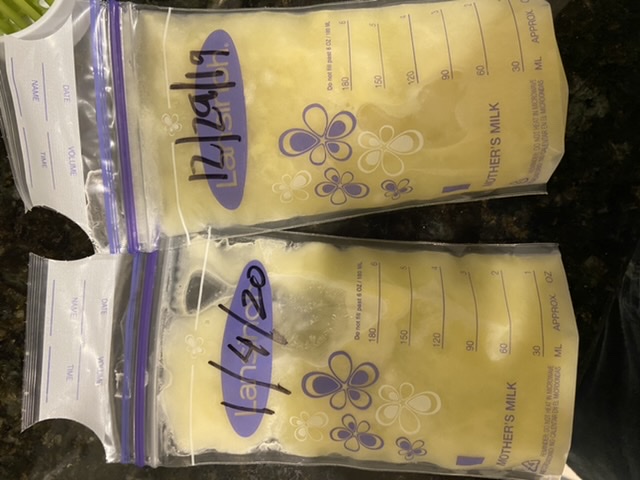 DATE
VOLUME
NAME
TIME
12/29/19
Lansinoh.
Do not fill past 6 OZ / 180 ML
180 6
150 5
120 4
90 3
60 2
30 1
ML APPROX OZ
MOTHER'S MILK
DATE
NAME
TIME
1/4/20
Do not fill past 6 OZ / 180 ML
180 6
150 5
120 4
90 3
60 2
30 1
ML APPROX OZ
MOTHER'S MILK